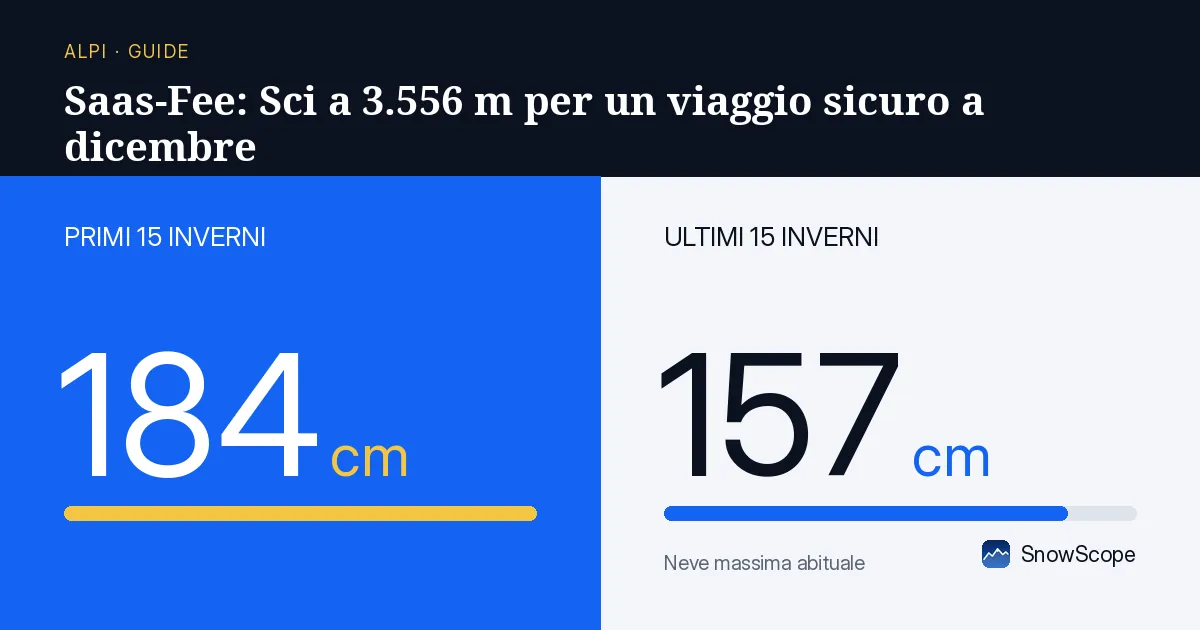 ALPI · GUIDE
Saas-Fee: Sci a 3.556 m per un viaggio sicuro a
dicembre
PRIMI 15 INVERNI
184 cm
ULTIMI 15 INVERNI
157 cm
Neve massima abituale
SnowScope